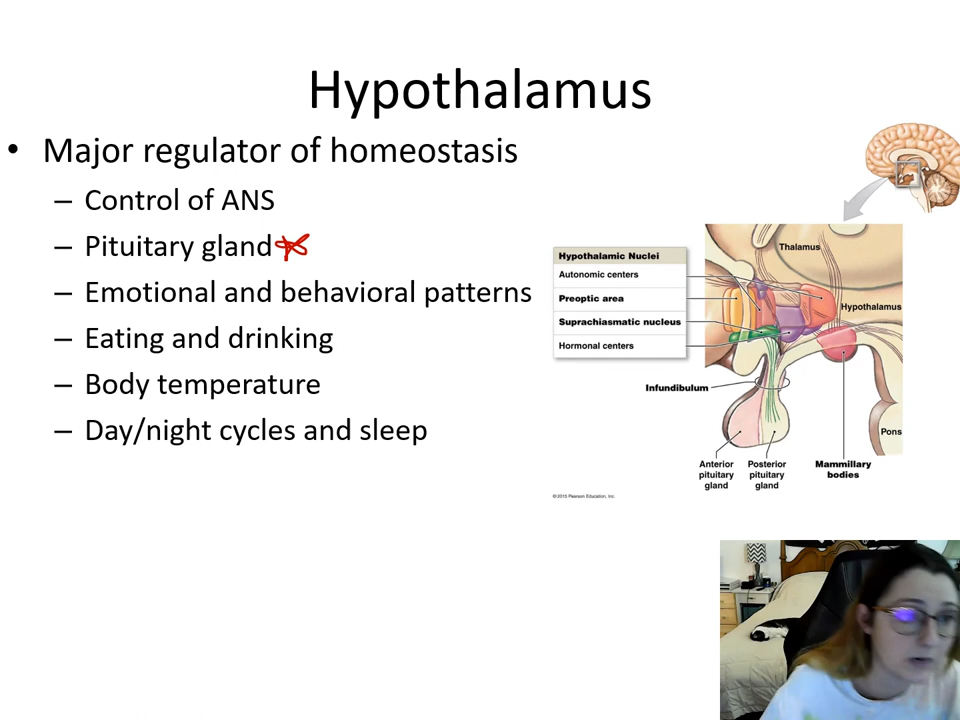 Hypothalamus
• Major regulator of homeostasis
– Control of ANS
– Pituitary gland
– Emotional and behavioral patterns
– Eating and drinking
– Body temperature
– Day/night cycles and sleep
Hypothalamic Nuclei
Autonomic centers
Preoptic area
Suprachiasmatic nucleus
Hormonal centers
Thalamus
Hypothalamus
Infundibulum
Pons
Anterior
pituitary
gland
Posterior
pituitary
gland
Mammillary
bodies
©2015 Pearson Education, Inc.